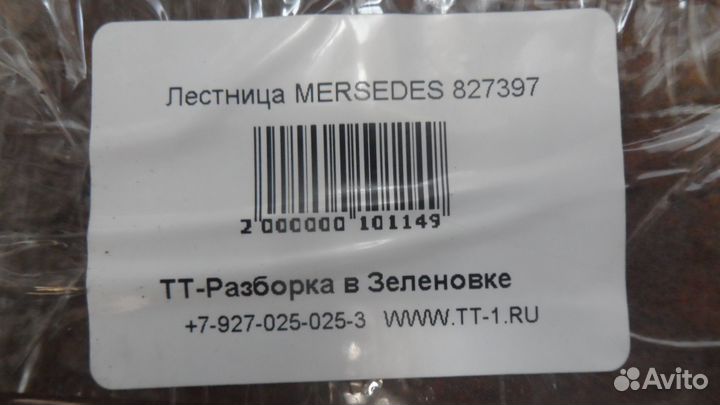 Лестница MERSEDES 827397
2 000000 101149
ТТ-Разборка в Зеленовке
+7-927-025-025-3 WWW.TT-1.RU
Avito